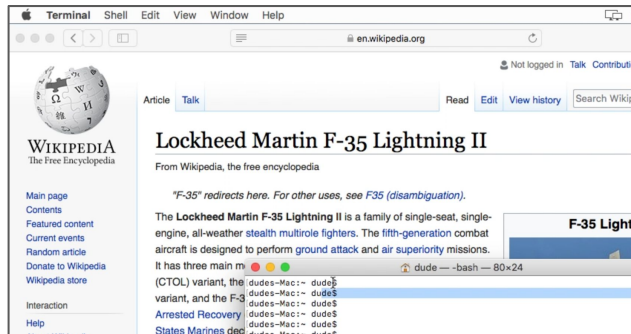 Terminal Shell Edit View Window Help
en.wikipedia.org
Not logged in Talk Contributi
Article Talk Read Edit View history Search Wikip
WIKIPEDIA
The Free Encyclopedia
Main page
Contents
Featured content
Current events
Random article
Donate to Wikipedia
Wikipedia store
Interaction
Help
Lockheed Martin F-35 Lightning II
From Wikipedia, the free encyclopedia
"F-35" redirects here. For other uses, see F35 (disambiguation).
The Lockheed Martin F-35 Lightning II is a family of single-seat, single-
engine, all-weather stealth multirole fighters. The fifth-generation combat
aircraft is designed to perform ground attack and air superiority missions.
It has three main m
(CTOL) variant, the
variant, and the F-3
Arrested Recovery
States Marines dec
F-35 Light
dude — -bash — 80×24
dudes-Mac:~ dude$
dudes-Mac:~ dude$
dudes-Mac:~ dude$
dudes-Mac:~ dude$
dudes-Mac:~ dude$